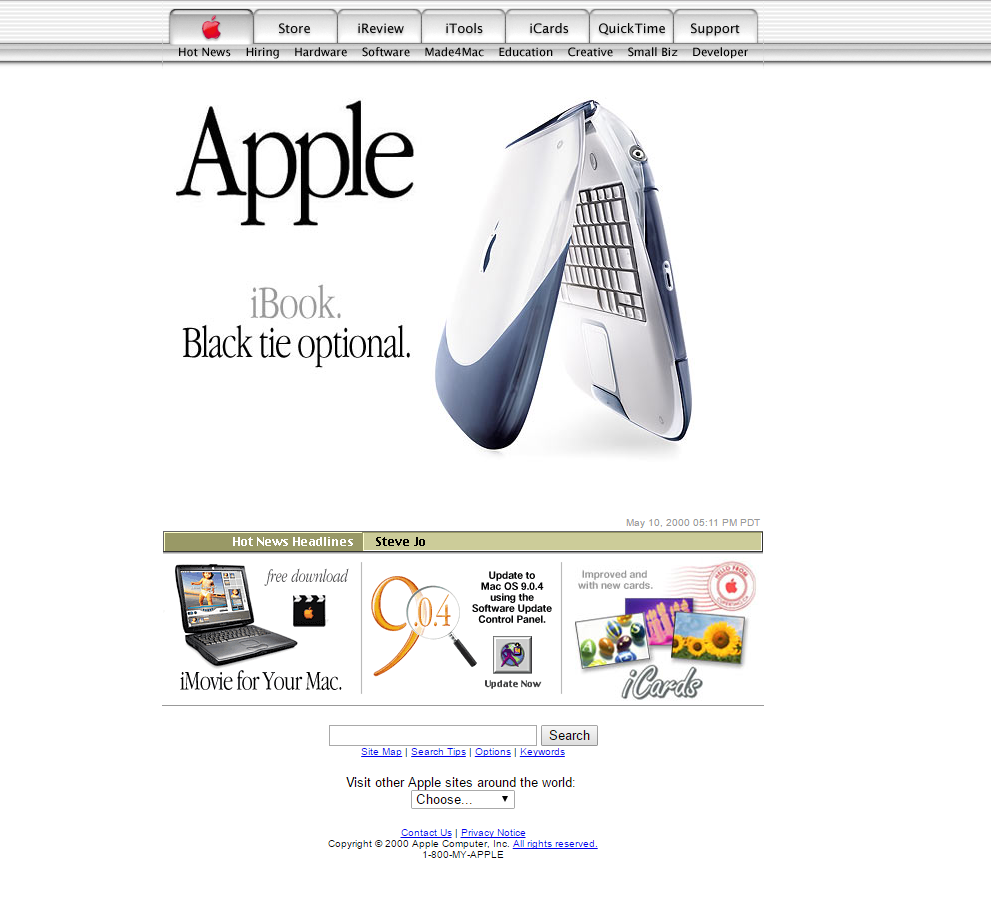 Store iReview iTools iCards QuickTime Support
Hot News Hiring Hardware Software Made4Mac Education Creative Small Biz Developer
Apple
iBook.
Black tie optional.
May 10, 2000 05:11 PM PDT
Hot News Headlines Steve Jo
free download
iMovie for Your Mac.
9.0.4
Update to
Mac OS 9.0.4
using the
Software Update
Control Panel.
Update Now
Improved and
with new cards.
HELLO FROM
iCards
Search
Site Map | Search Tips | Options | Keywords
Visit other Apple sites around the world:
Choose...
Contact Us | Privacy Notice
Copyright © 2000 Apple Computer, Inc. All rights reserved.
1-800-MY-APPLE